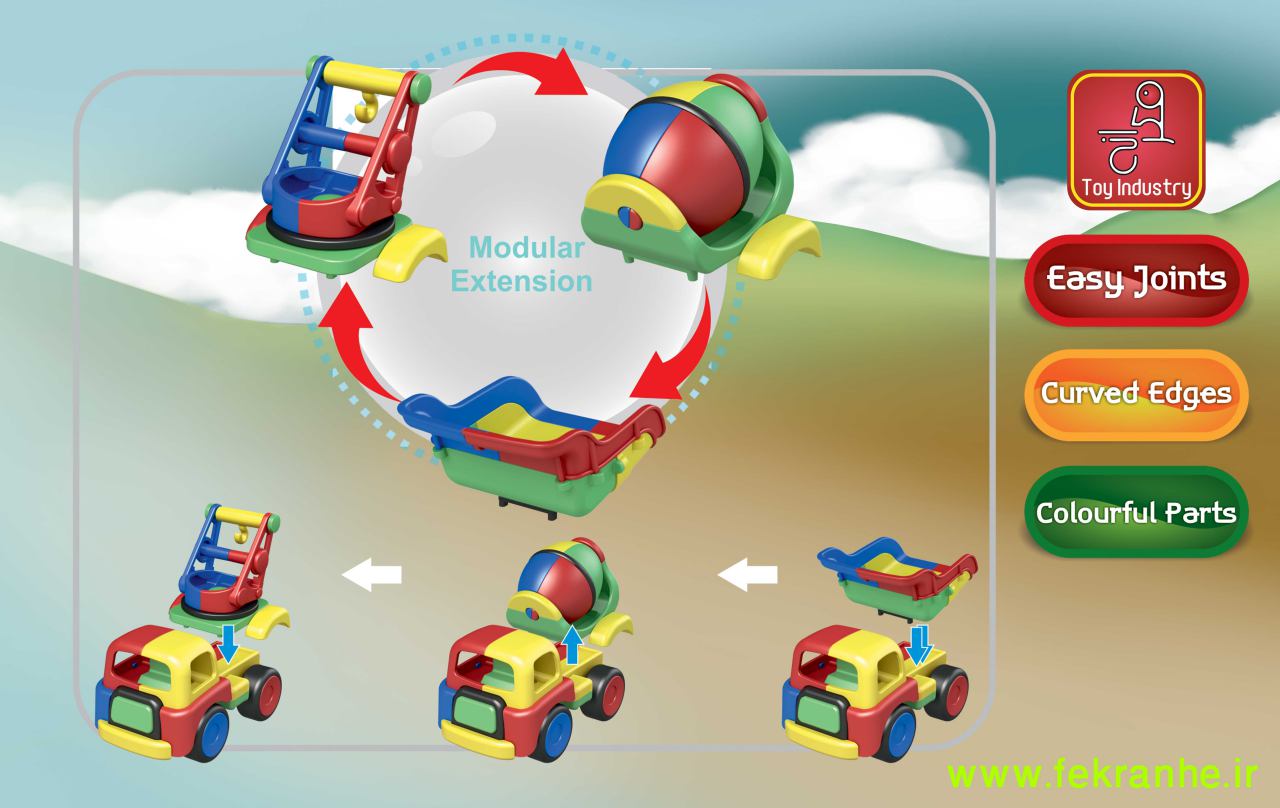 Modular
Extension
Toy Industry
Easy Joints
Curved Edges
Colourful Parts
www.fekranhe.ir